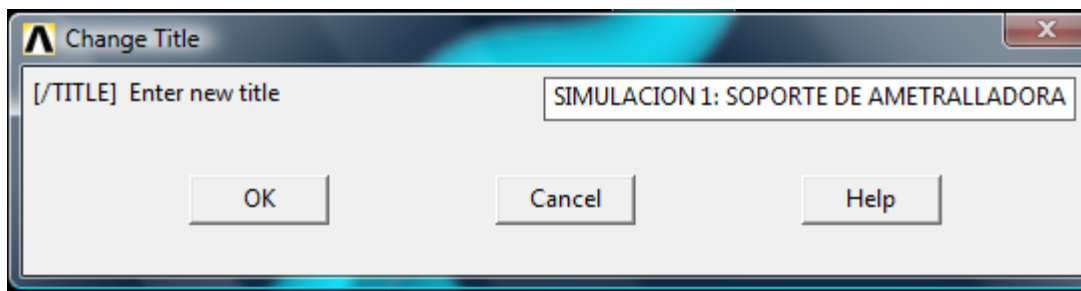 Change Title
[/TITLE] Enter new title SIMULACION 1: SOPORTE DE AMETRALLADORA
OK Cancel Help